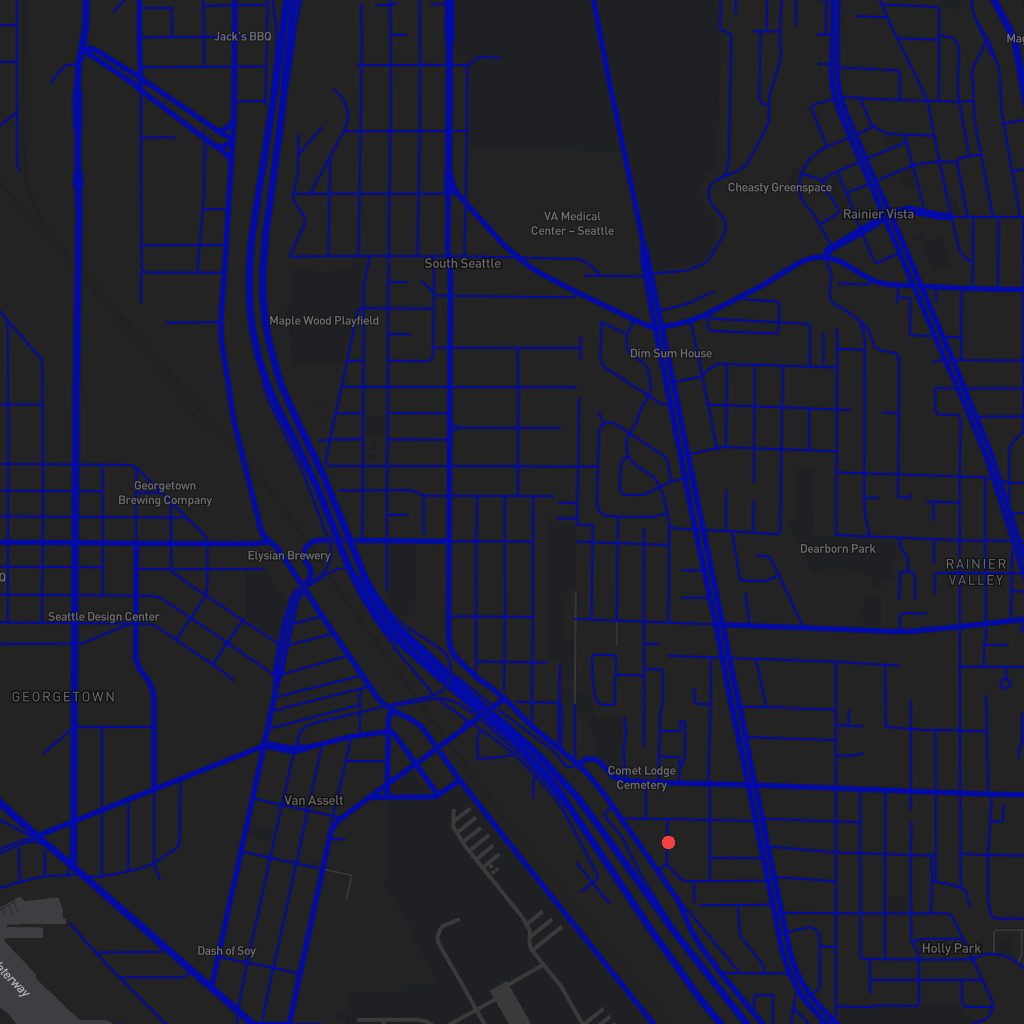 Jack's BBQ
Cheasty Greenspace
VA Medical
Center – Seattle
Rainier Vista
South Seattle
Maple Wood Playfield
Dim Sum House
Georgetown
Brewing Company
Elysian Brewery
Dearborn Park
RAINIER
VALLEY
Seattle Design Center
GEORGETOWN
Comet Lodge
Cemetery
Van Asselt
Dash of Soy
Holly Park